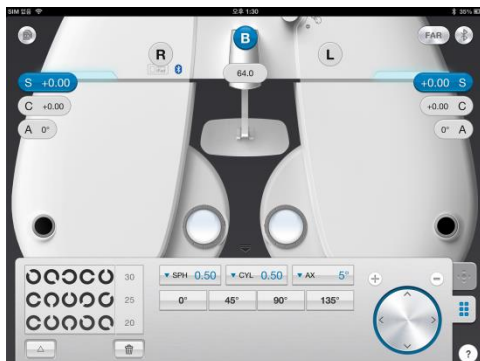 SIM 없음 오후 1:30 35%
R B L FAR
64.0
S +0.00 +0.00 S
C +0.00 +0.00 C
A 0° 0° A
30 ▾ SPH 0.50 ▾ CYL 0.50 ▾ AX 5°
25 0° 45° 90° 135°
20
?